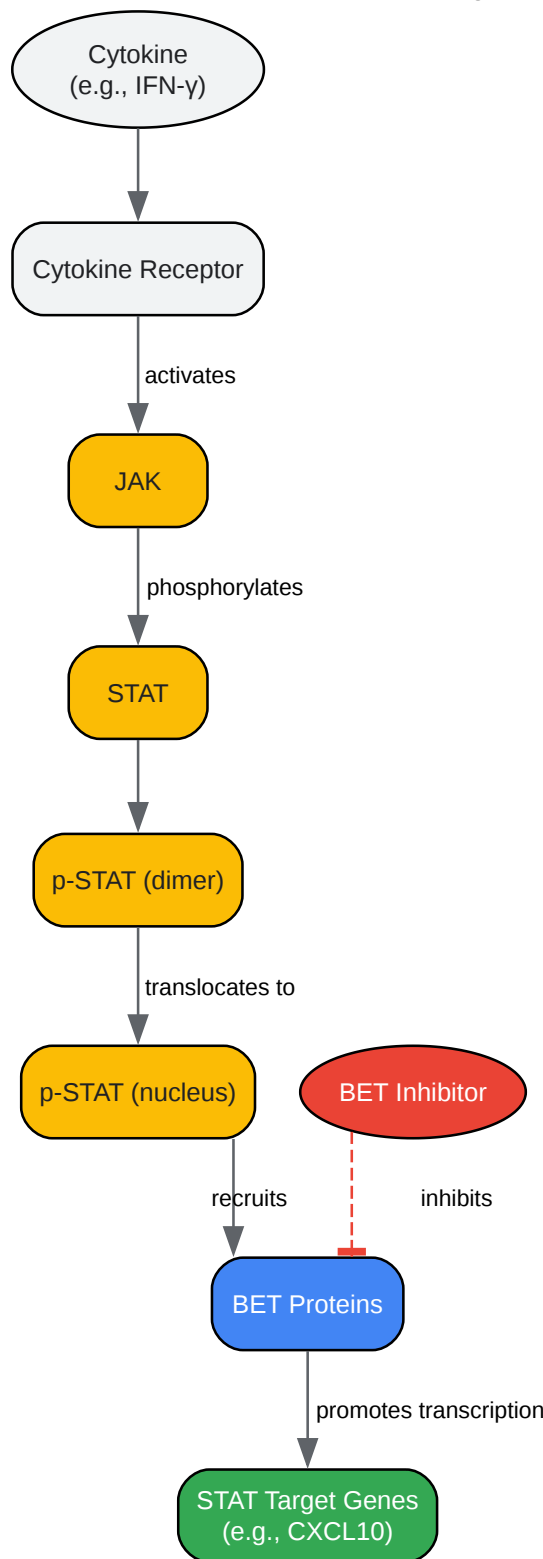 Cytokine
(e.g., IFN-γ)
Cytokine Receptor
activates
JAK
phosphorylates
STAT
p-STAT (dimer)
translocates to
p-STAT (nucleus)
BET Inhibitor
recruits
inhibits
BET Proteins
promotes transcription
STAT Target Genes
(e.g., CXCL10)